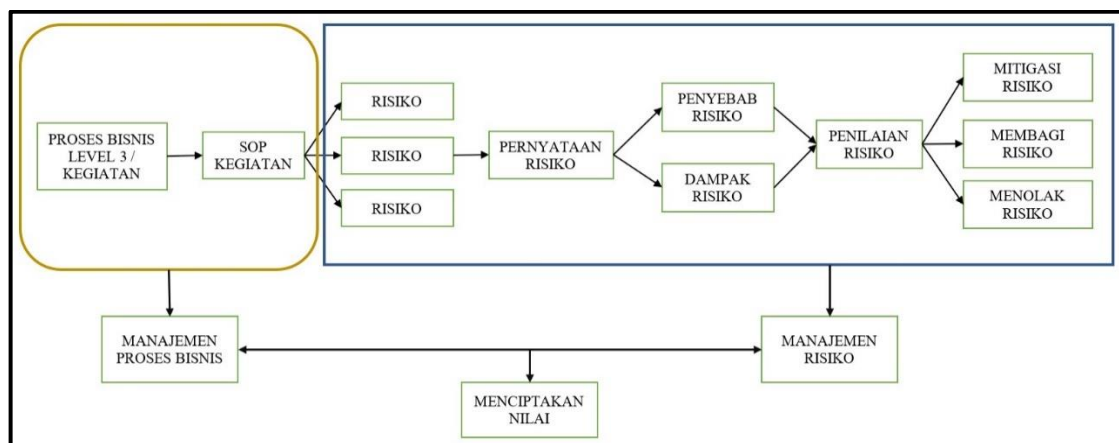 PROSES BISNIS
LEVEL 3 /
KEGIATAN
SOP
KEGIATAN
RISIKO
RISIKO
RISIKO
PERNYATAAN
RISIKO
PENYEBAB
RISIKO
DAMPAK
RISIKO
PENILAIAN
RISIKO
MITIGASI
RISIKO
MEMBAGI
RISIKO
MENOLAK
RISIKO
MANAJEMEN
PROSES BISNIS
MANAJEMEN
RISIKO
MENCIPTAKAN
NILAI